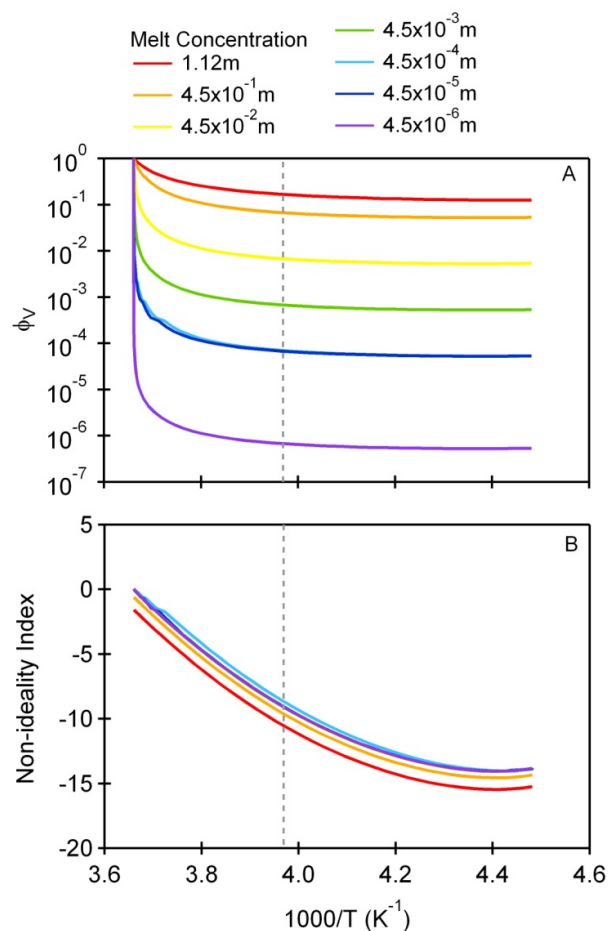 Melt Concentration
1.12m
4.5x10⁻¹m
4.5x10⁻²m
4.5x10⁻³m
4.5x10⁻⁴m
4.5x10⁻⁵m
4.5x10⁻⁶m
A
10⁰
10⁻¹
10⁻²
10⁻³
10⁻⁴
10⁻⁵
10⁻⁶
10⁻⁷
ϕV
B
5
0
-5
-10
-15
-20
Non-ideality Index
3.6 3.8 4.0 4.2 4.4 4.6
1000/T (K⁻¹)